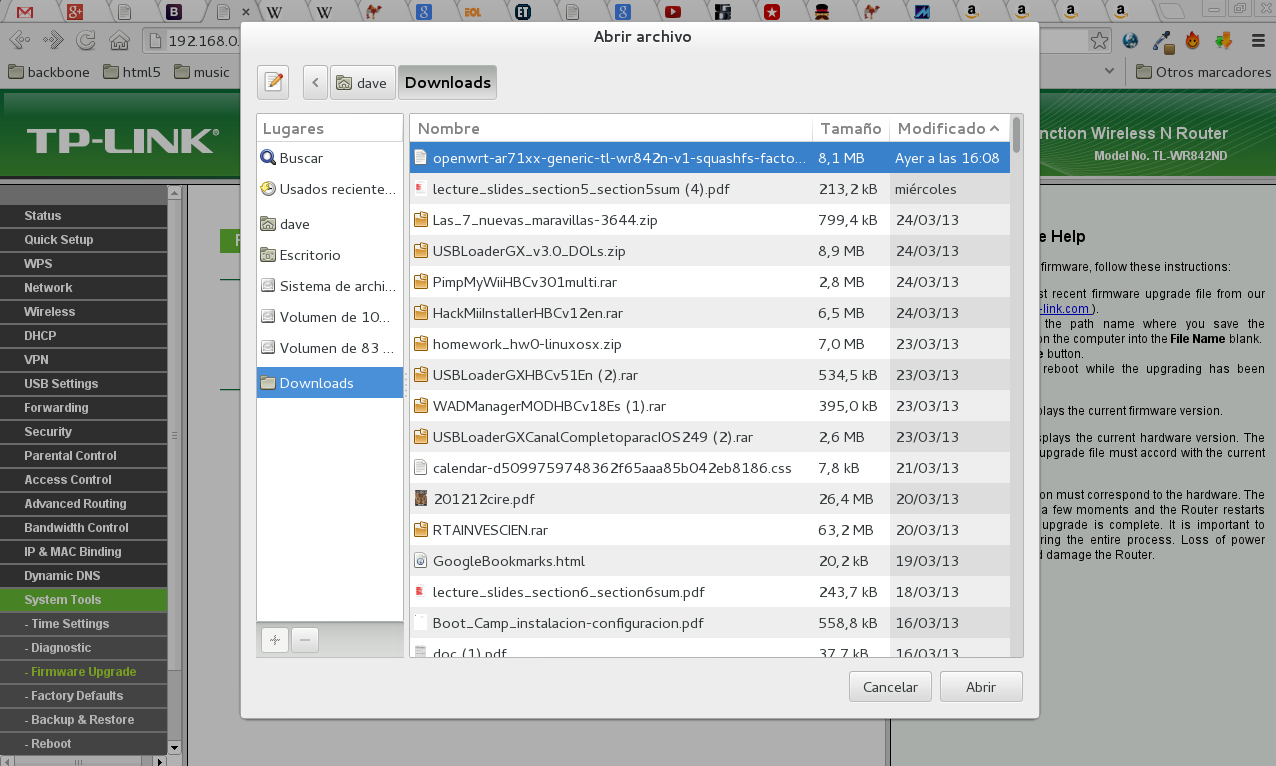 EOL
ET
Abrir archivo
192.168.0.
backbone
html5
music
Otros marcadores
dave
Downloads
TP-LINK®
nction Wireless N Router
Model No. TL-WR842ND
Lugares
Buscar
Usados reciente...
dave
Escritorio
Sistema de archi...
Volumen de 10...
Volumen de 83 ...
Downloads
Nombre Tamaño Modificado
openwrt-ar71xx-generic-tl-wr842n-v1-squashfs-facto... 8,1 MB Ayer a las 16:08
lecture_slides_section5_section5sum (4).pdf 213,2 kB miércoles
Las_7_nuevas_maravillas-3644.zip 799,4 kB 24/03/13
USBLoaderGX_v3.0_DOLs.zip 8,9 MB 24/03/13
PimpMyWiiHBCv301multi.rar 2,8 MB 24/03/13
HackMiiInstallerHBCv12en.rar 6,5 MB 24/03/13
homework_hw0-linuxosx.zip 7,0 MB 23/03/13
USBLoaderGXHBCv51En (2).rar 534,5 kB 23/03/13
WADManagerMODHBCv18Es (1).rar 395,0 kB 23/03/13
USBLoaderGXCanalCompletoparacIOS249 (2).rar 2,6 MB 23/03/13
calendar-d5099759748362f65aaa85b042eb8186.css 7,8 kB 21/03/13
201212cire.pdf 26,4 MB 20/03/13
RTAINVESCIEN.rar 63,2 MB 20/03/13
GoogleBookmarks.html 20,2 kB 19/03/13
lecture_slides_section6_section6sum.pdf 243,7 kB 18/03/13
Boot_Camp_instalacion-configuracion.pdf 558,8 kB 16/03/13
doc (1).pdf 37,7 kB 16/03/13
Cancelar
Abrir
Status
Quick Setup
WPS
Network
Wireless
DHCP
VPN
USB Settings
Forwarding
Security
Parental Control
Access Control
Advanced Routing
Bandwidth Control
IP & MAC Binding
Dynamic DNS
System Tools
- Time Settings
- Diagnostic
- Firmware Upgrade
- Factory Defaults
- Backup & Restore
- Reboot
e Help
firmware, follow these instructions:
st recent firmware upgrade file from our
-link.com ).
the path name where you save the
on the computer into the File Name blank.
e button.
reboot while the upgrading has been
plays the current firmware version.
splays the current hardware version. The
upgrade file must accord with the current
on must correspond to the hardware. The
a few moments and the Router restarts
upgrade is complete. It is important to
ring the entire process. Loss of power
d damage the Router.